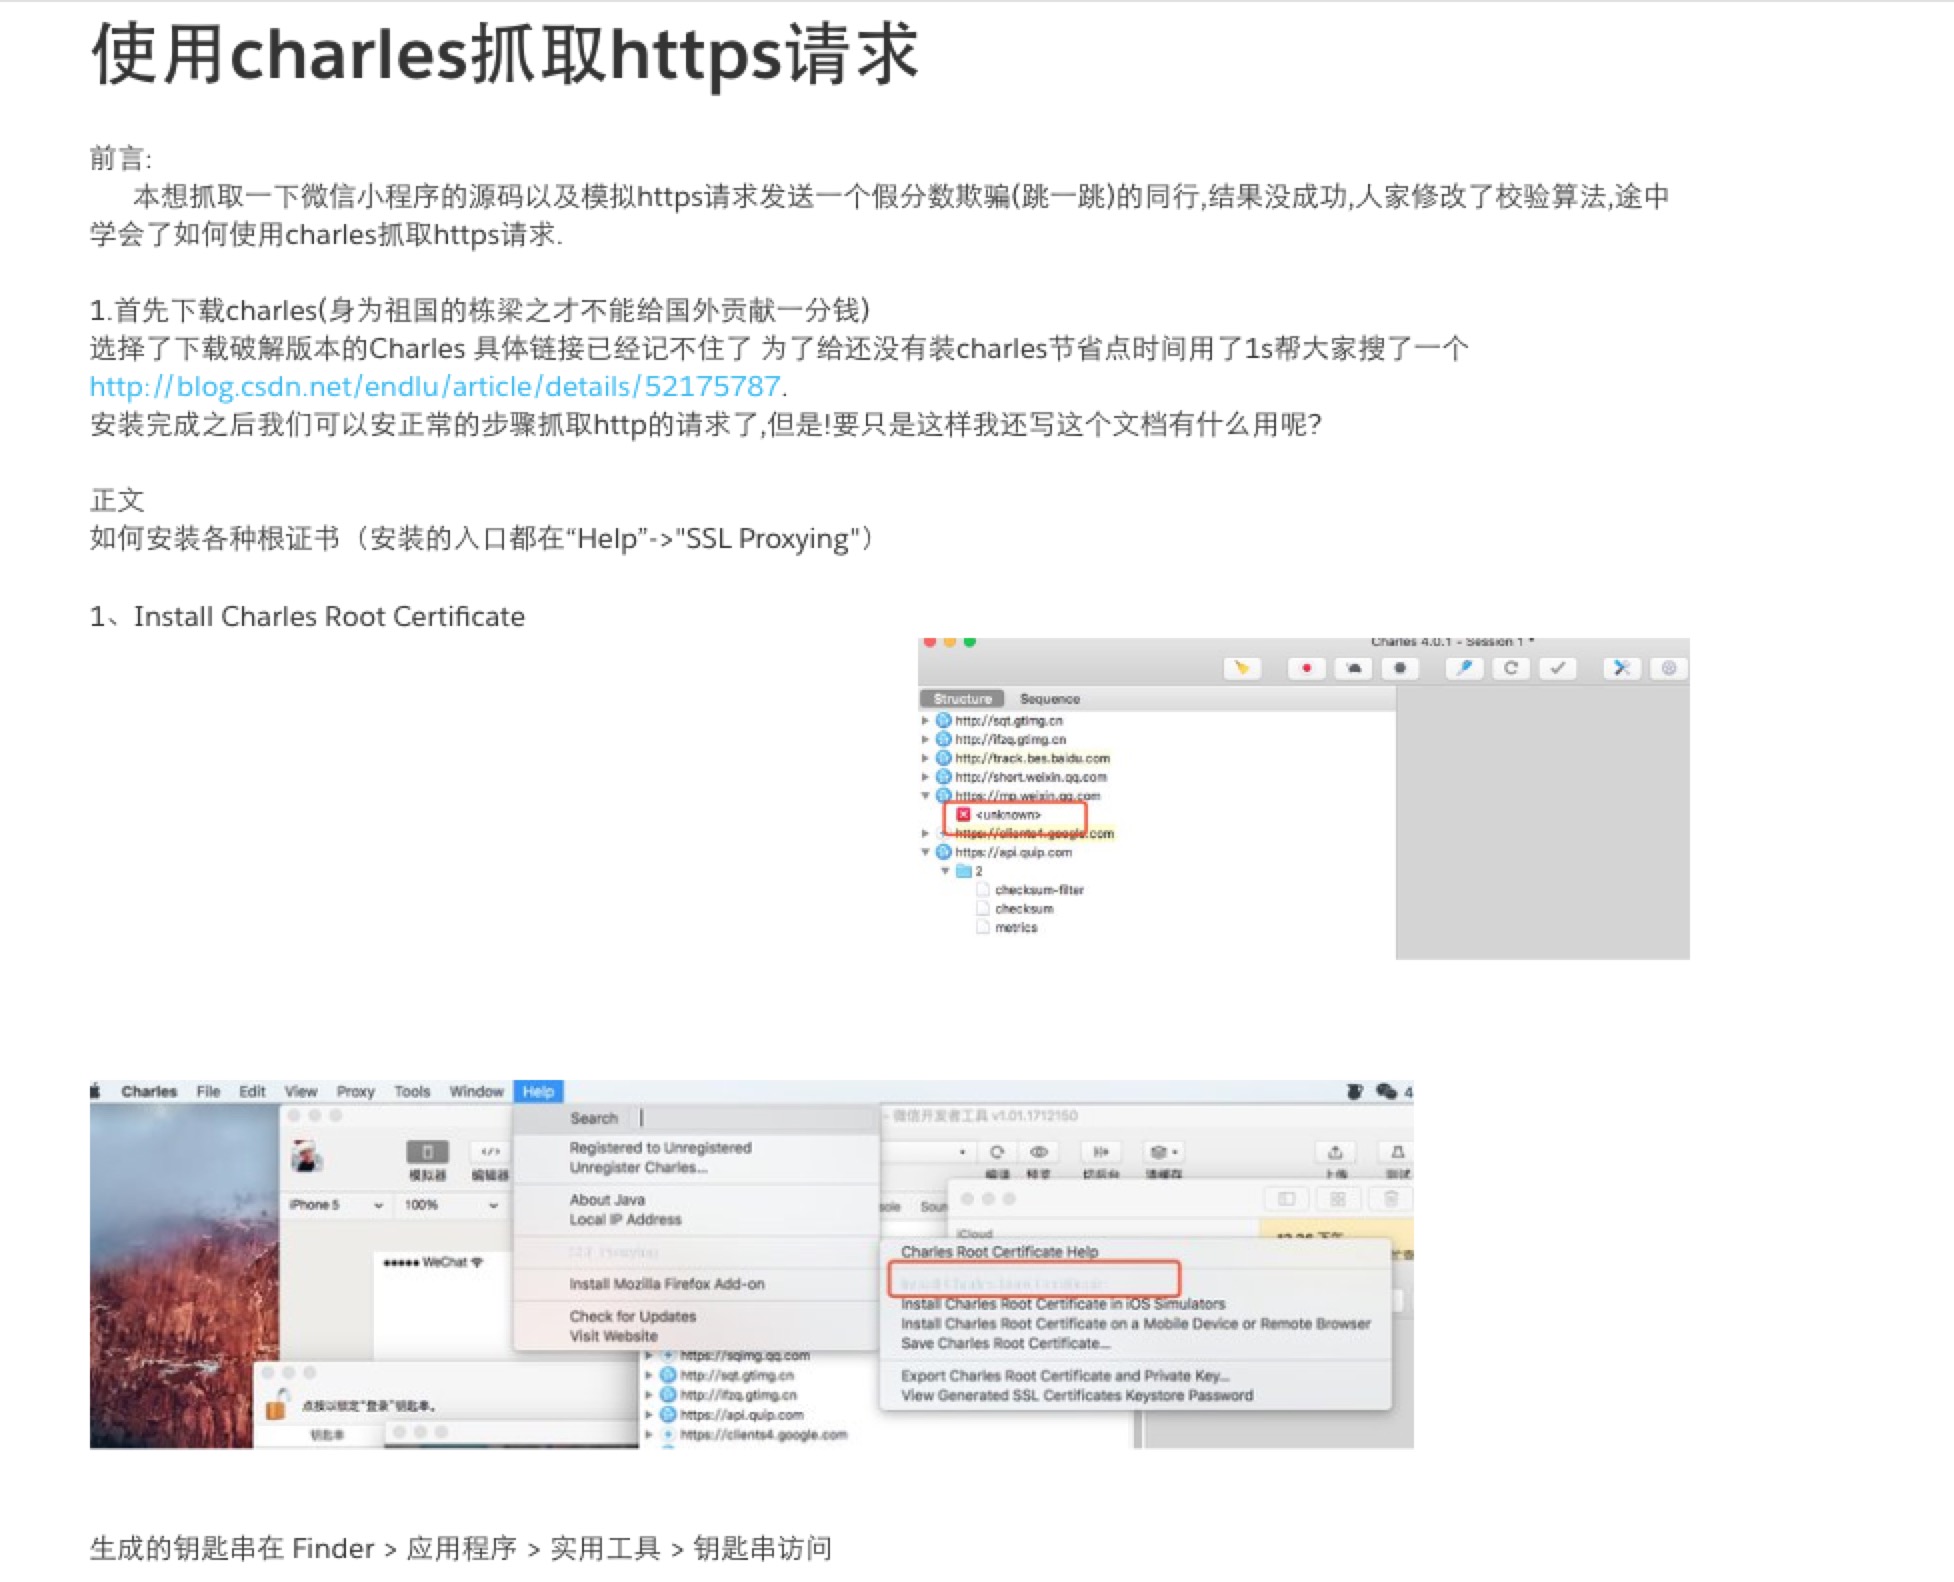 使用charles抓取https请求
前言:
本想抓取一下微信小程序的源码以及模拟https请求发送一个假分数欺骗(跳一跳)的同行,结果没成功,人家修改了校验算法,途中
学会了如何使用charles抓取https请求.
1.首先下载charles(身为祖国的栋梁之才不能给国外贡献一分钱)
选择了下载破解版本的Charles 具体链接已经记不住了 为了给还没有装charles节省点时间用了1s帮大家搜了一个
http://blog.csdn.net/endlu/article/details/52175787.
安装完成之后我们可以安正常的步骤抓取http的请求了,但是!要只是这样我还写这个文档有什么用呢?
正文
如何安装各种根证书（安装的入口都在“Help”->"SSL Proxying"）
1、Install Charles Root Certificate
Charles 4.0.1 - Session 1 *
Structure Sequence
http://sqt.gtimg.cn
http://ifzq.gtimg.cn
http://track.bes.baidu.com
http://short.weixin.qq.com
https://mp.weixin.qq.com
<unknown>
https://clients4.google.com
https://api.quip.com
2
checksum-filter
checksum
metrics
Charles File Edit View Proxy Tools Window Help 4
Search
微信开发者工具 v1.01.1712150
Registered to Unregistered
Unregister Charles...
模拟器 编辑器
编译 预览 切后台 清缓存 上传 测试
About Java
Local IP Address
iPhone 5 100%
sole Sour
iCloud
SSL Proxying
Charles Root Certificate Help
●●●●● WeChat
Install Mozilla Firefox Add-on
Install Charles Root Certificate in iOS Simulators
Install Charles Root Certificate on a Mobile Device or Remote Browser
Save Charles Root Certificate...
Check for Updates
Visit Website
Export Charles Root Certificate and Private Key...
View Generated SSL Certificates Keystore Password
https://sqimg.qq.com
http://sqt.gtimg.cn
http://ifzq.gtimg.cn
https://api.quip.com
https://clients4.google.com
点按以锁定“登录”钥匙串。
钥匙串
生成的钥匙串在 Finder > 应用程序 > 实用工具 > 钥匙串访问